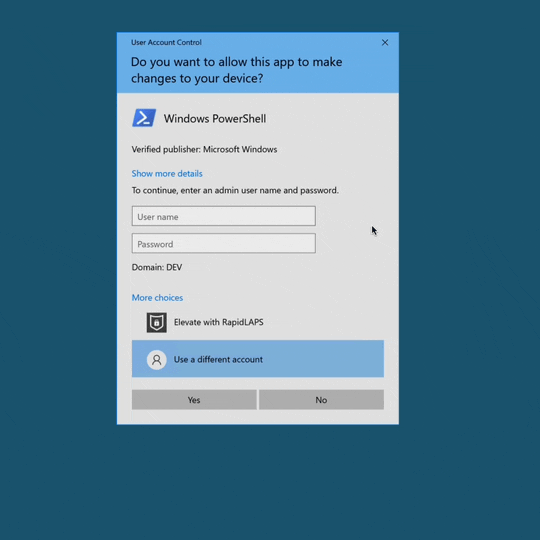 User Account Control
Do you want to allow this app to make
changes to your device?
Windows PowerShell
Verified publisher: Microsoft Windows
Show more details
To continue, enter an admin user name and password.
User name
Password
Domain: DEV
More choices
Elevate with RapidLAPS
Use a different account
Yes
No